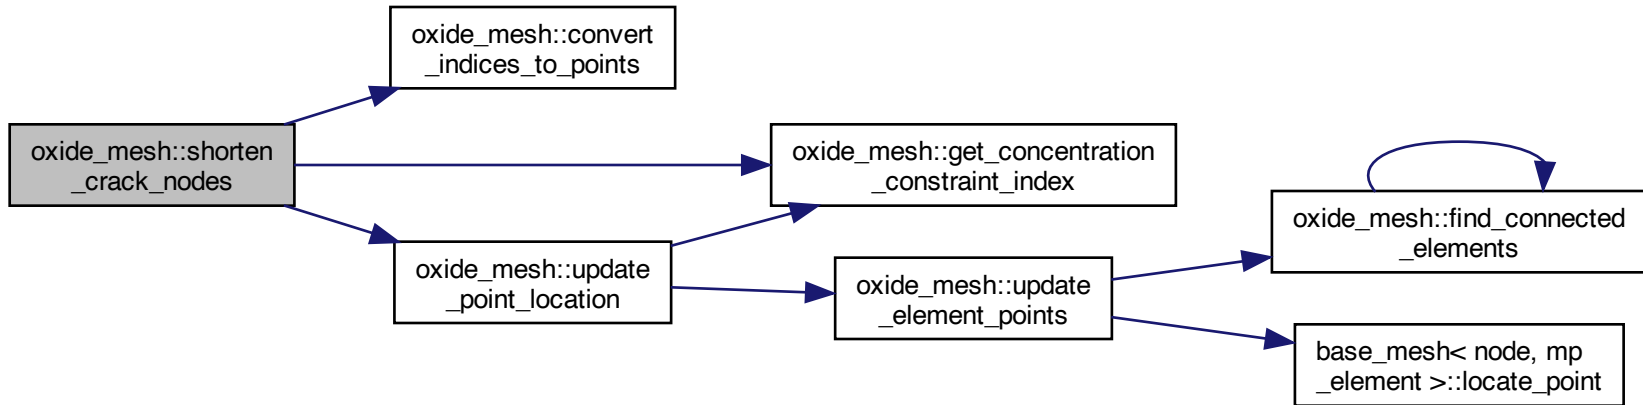 oxide_mesh::shorten
_crack_nodes
oxide_mesh::convert
_indices_to_points
oxide_mesh::get_concentration
_constraint_index
oxide_mesh::update
_point_location
oxide_mesh::update
_element_points
oxide_mesh::find_connected
_elements
base_mesh< node, mp
_element >::locate_point